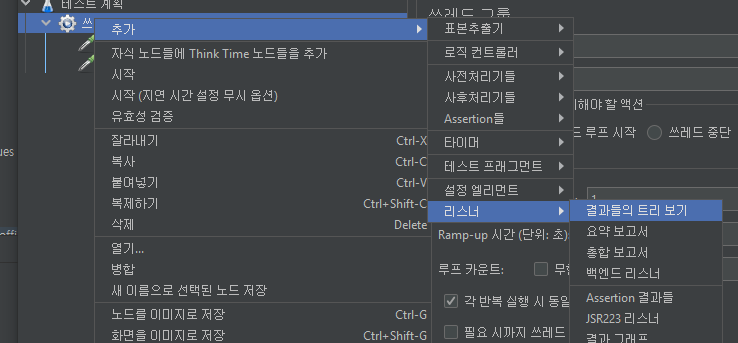 테스트 계획
쓰
추가
자식 노드들에 Think Time 노드들을 추가
시작
시작 (지연 시간 설정 무시 옵션)
유효성 검증
잘라내기 Ctrl-X
복사 Ctrl-C
붙여넣기 Ctrl-V
복제하기 Ctrl+Shift-C
삭제 Delete
열기...
병합
새 이름으로 선택된 노드 저장
노드를 이미지로 저장 Ctrl-G
화면을 이미지로 저장 Ctrl+Shift-G
표본추출기
로직 컨트롤러
사전처리기들
사후처리기들
Assertion들
타이머
테스트 프래그먼트
설정 엘리먼트
리스너
결과들의 트리 보기
요약 보고서
총합 보고서
백엔드 리스너
Assertion 결과들
JSR223 리스너
결과 그래프
쓰레드 그룹
해야 할 액션
드 루프 시작
쓰레드 중단
1
Ramp-up 시간 (단위: 초):
루프 카운트:
무한
각 반복 실행 시 동일
필요 시까지 쓰레드
ues